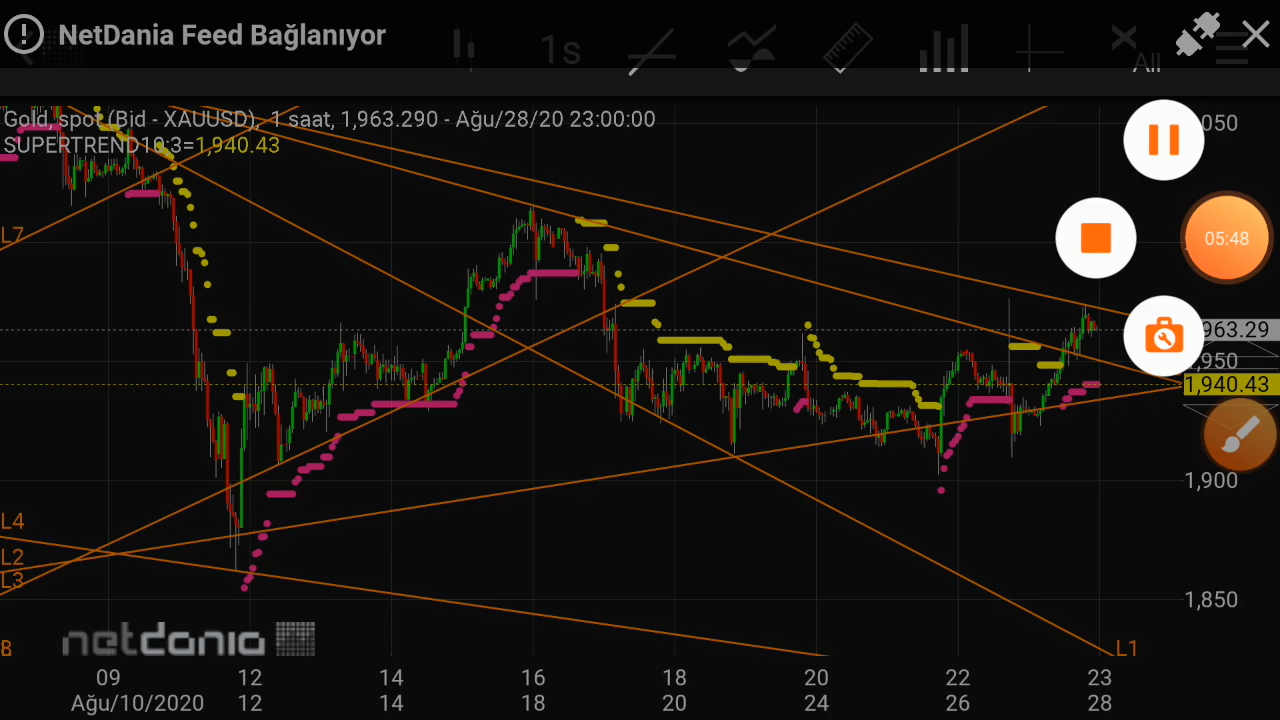 NetDania Feed Bağlanıyor
1s
All
Gold, spot (Bid - XAUUSD), 1 saat, 1,963.290 - Ağu/28/20 23:00:00
SUPERTREND10:3=1,940.43
050
05:48
L7
963.29
,950
1,940.43
1,900
L4
L2
L3
1,850
8
netdania
L1
09 12 14 16 18 20 22 23
Ağu/10/2020 12 14 18 20 24 26 28